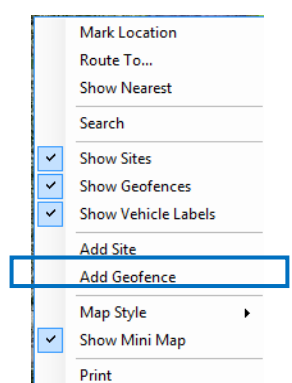 Mark Location
Route To...
Show Nearest
Search
Show Sites
Show Geofences
Show Vehicle Labels
Add Site
Add Geofence
Map Style
Show Mini Map
Print